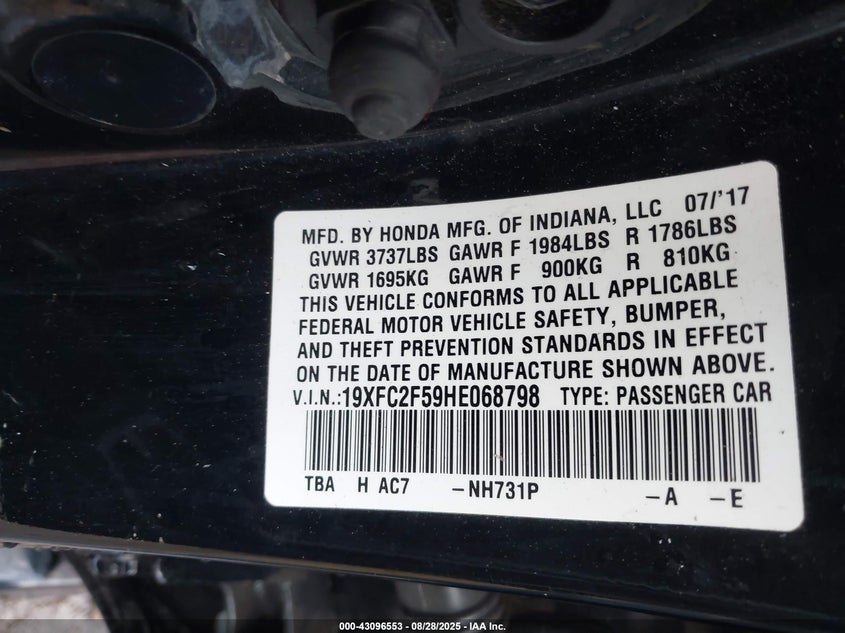 MFD. BY HONDA MFG. OF INDIANA, LLC 07/'17
GVWR 3737LBS GAWR F 1984LBS R 1786LBS
GVWR 1695KG GAWR F 900KG R 810KG
THIS VEHICLE CONFORMS TO ALL APPLICABLE
FEDERAL MOTOR VEHICLE SAFETY, BUMPER,
AND THEFT PREVENTION STANDARDS IN EFFECT
ON THE DATE OF MANUFACTURE SHOWN ABOVE.
V.I.N.:19XFC2F59HE068798 TYPE: PASSENGER CAR
TBA H AC7 -NH731P -A -E
000-43096553 - 08/28/2025 - IAA Inc.